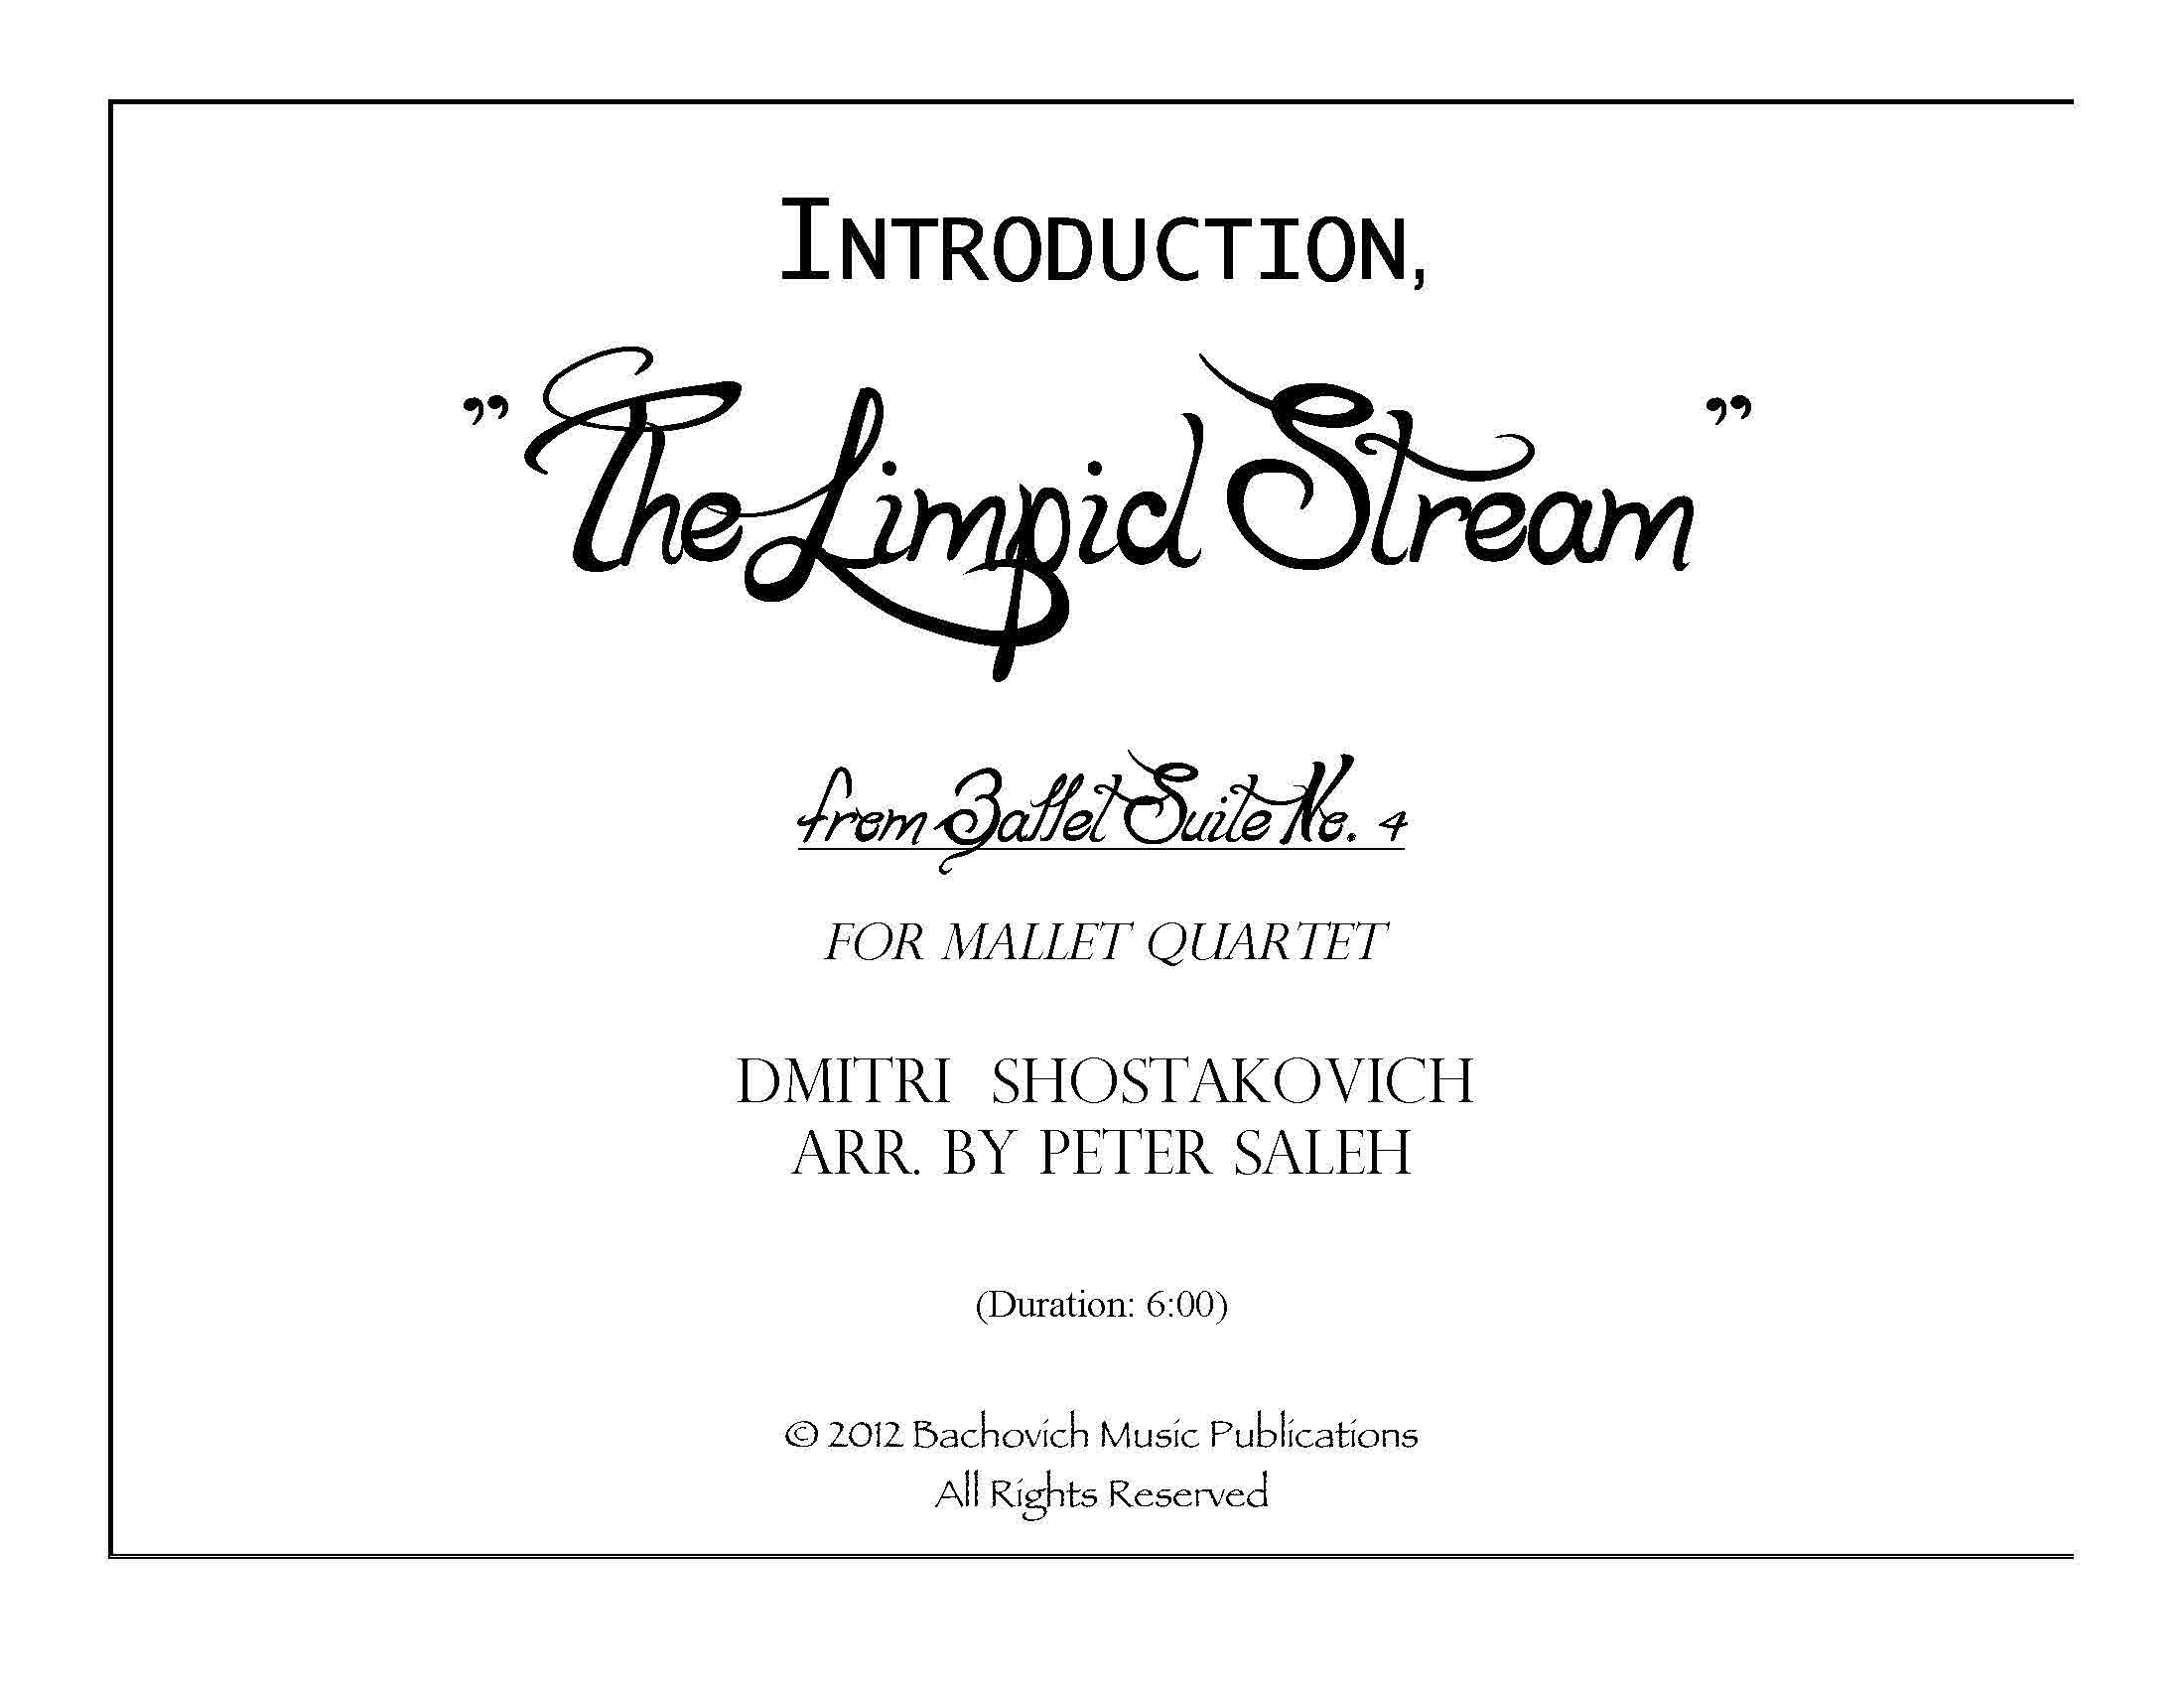 INTRODUCTION,
”The Limpid Stream”
from Ballet Suite No. 4
FOR MALLET QUARTET
DMITRI SHOSTAKOVICH
ARR. BY PETER SALEH
(Duration: 6:00)
© 2012 Bachovich Music Publications
All Rights Reserved